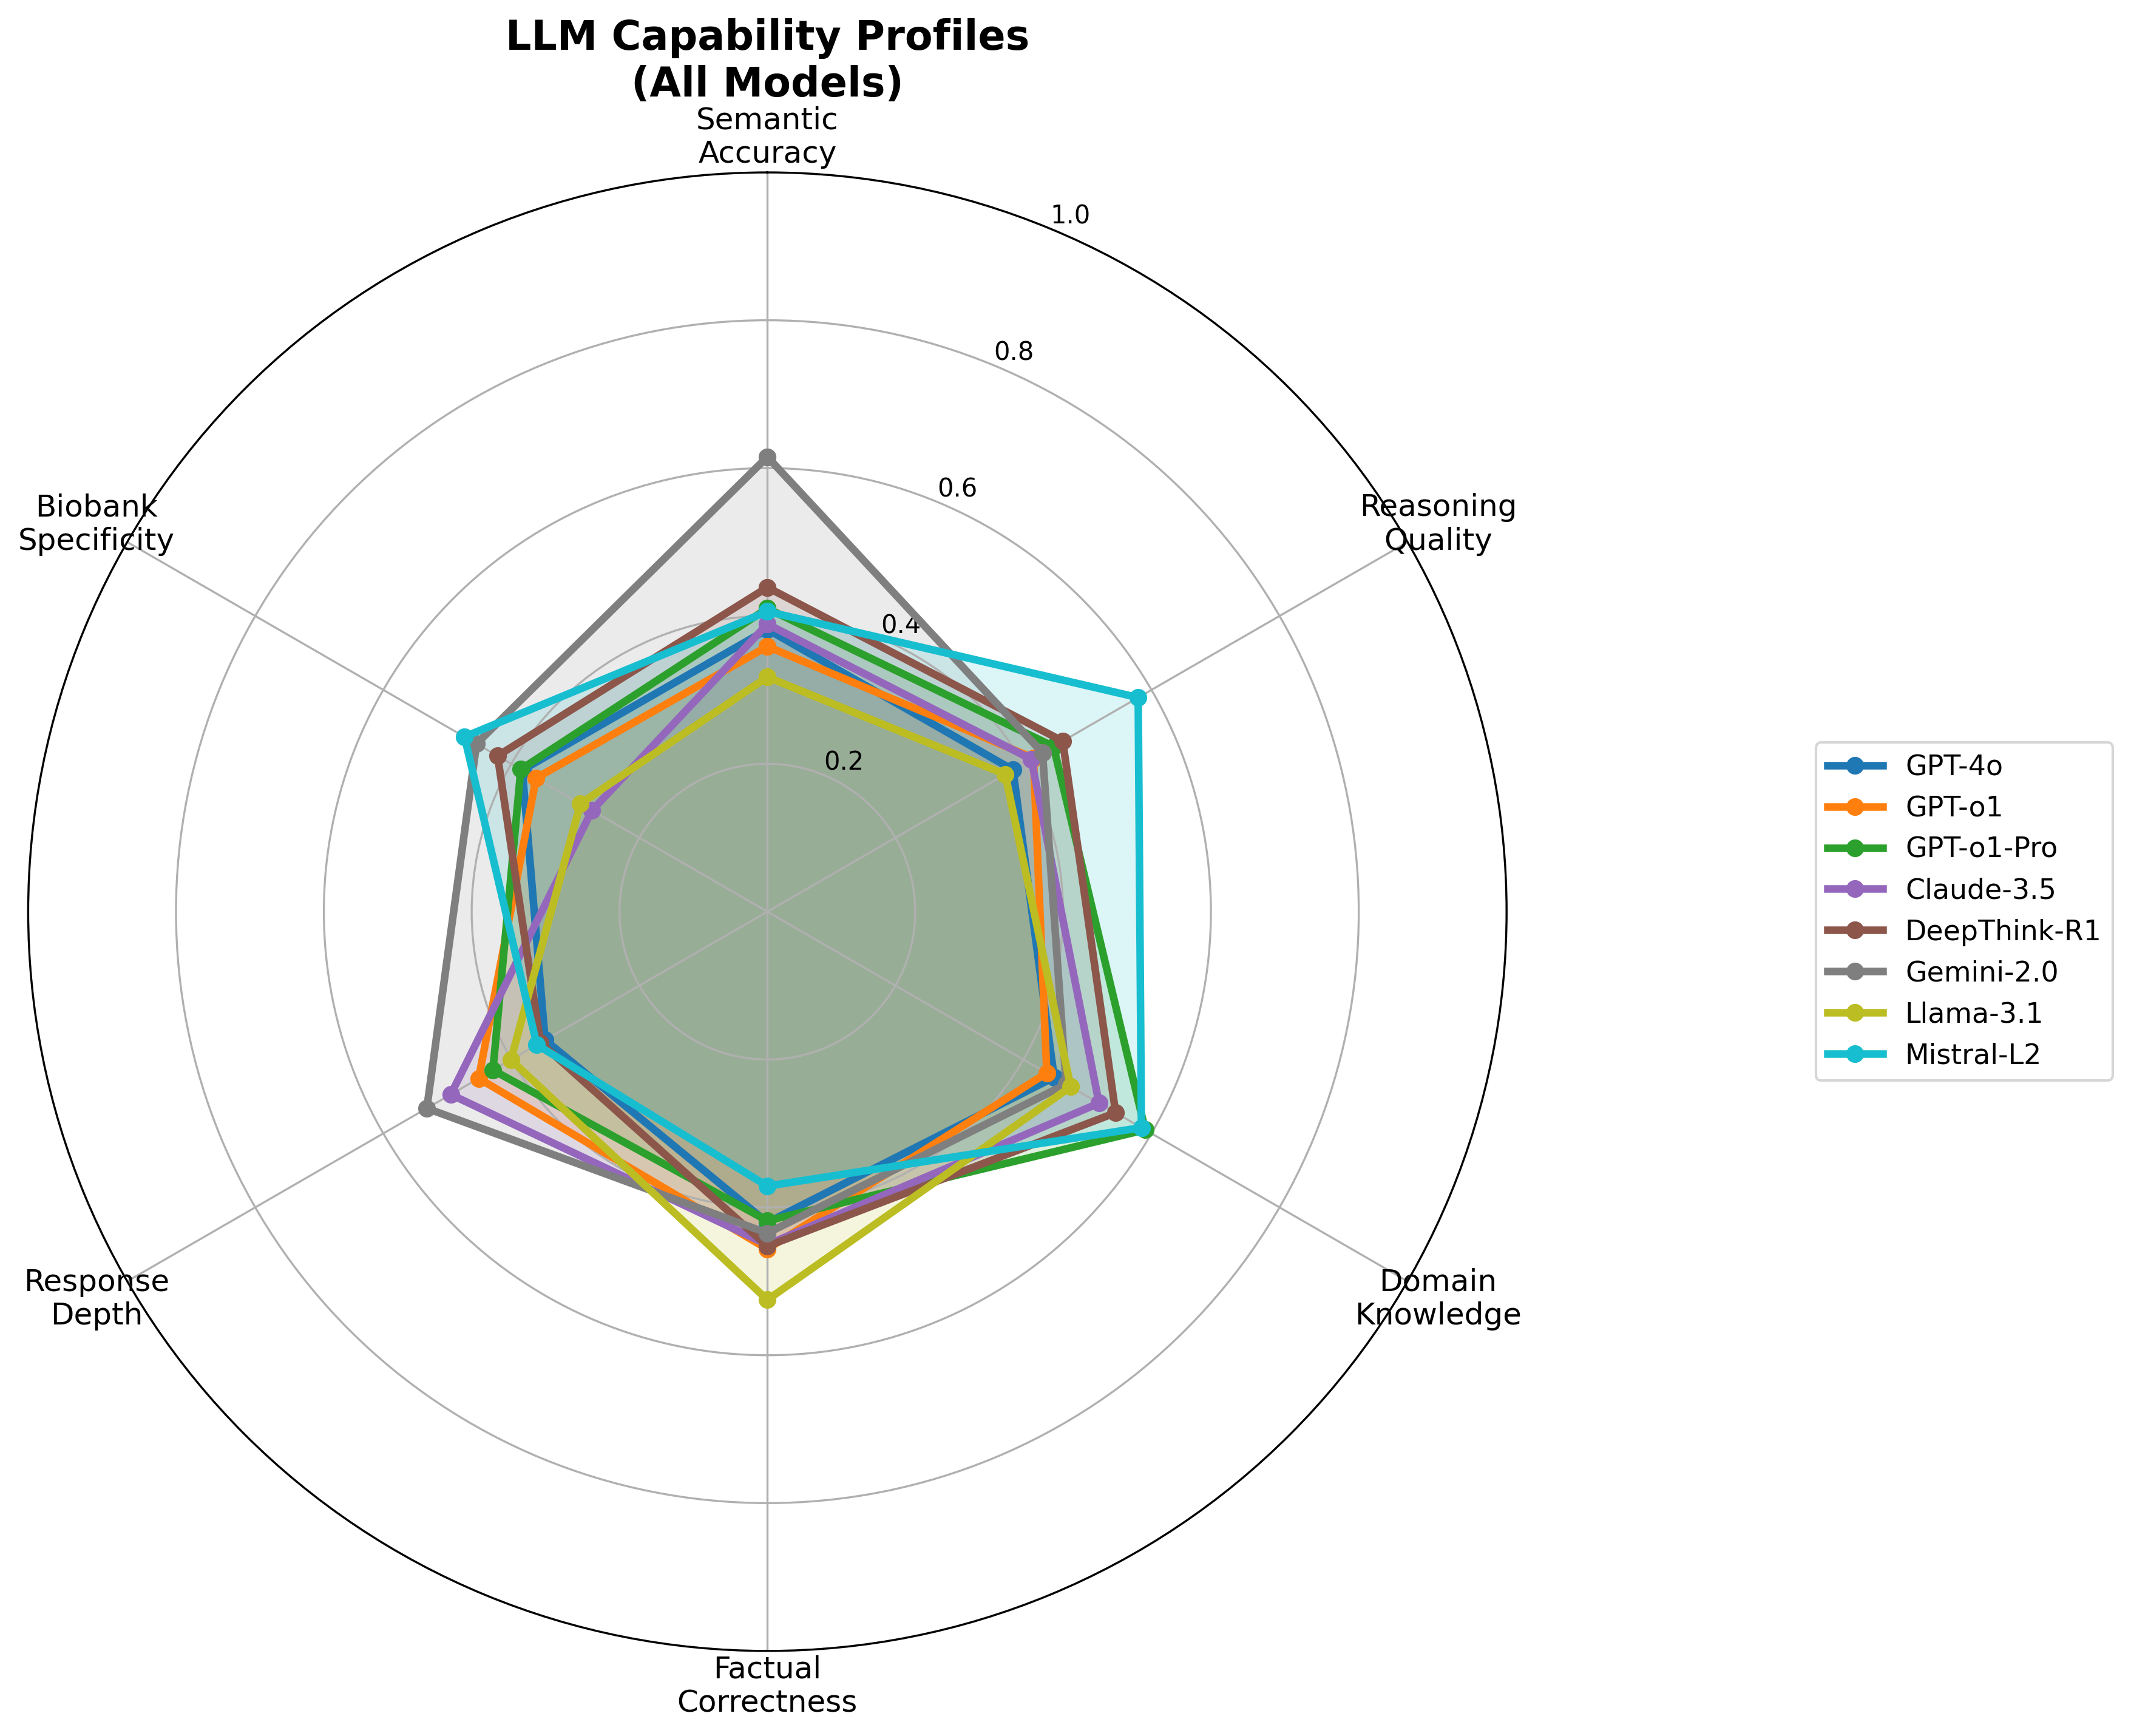 LLM Capability Profiles
(All Models)
Semantic
Accuracy
1.0
0.8
0.6
0.4
0.2
Biobank
Specificity
Reasoning
Quality
GPT-4o
GPT-o1
GPT-o1-Pro
Claude-3.5
DeepThink-R1
Gemini-2.0
Llama-3.1
Mistral-L2
Response
Depth
Domain
Knowledge
Factual
Correctness